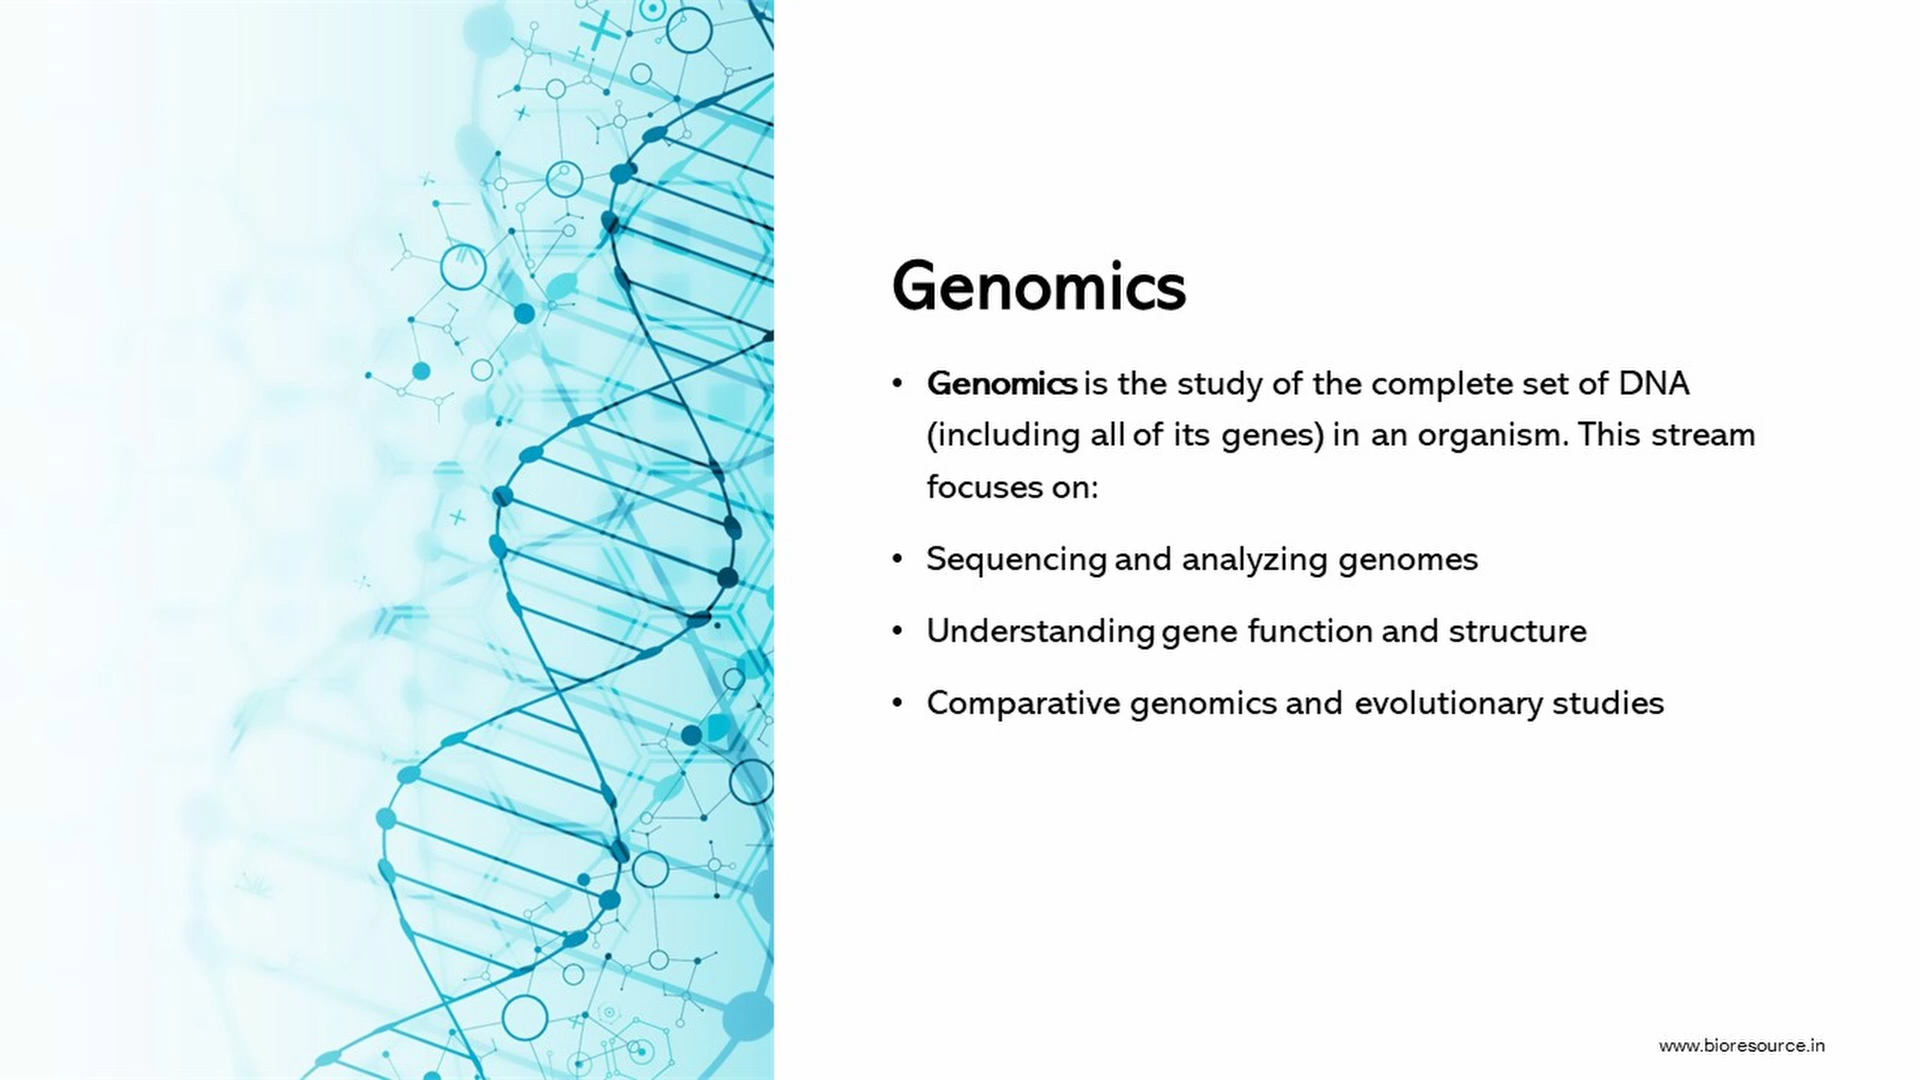 Genomics
• Genomics is the study of the complete set of DNA
(including all of its genes) in an organism. This stream
focuses on:
• Sequencing and analyzing genomes
• Understanding gene function and structure
• Comparative genomics and evolutionary studies
www.bioresource.in